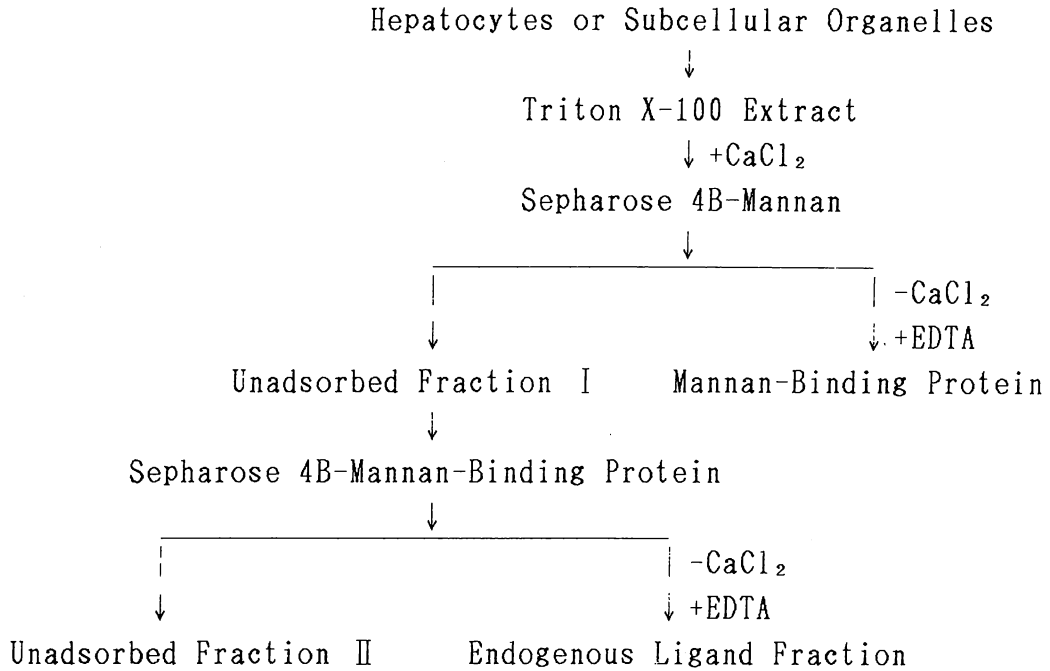 Hepatocytes or Subcellular Organelles
Triton X-100 Extract
+CaCl₂
Sepharose 4B-Mannan
-CaCl₂
+EDTA
Unadsorbed Fraction Ⅰ Mannan-Binding Protein
Sepharose 4B-Mannan-Binding Protein
-CaCl₂
+EDTA
Unadsorbed Fraction Ⅱ Endogenous Ligand Fraction